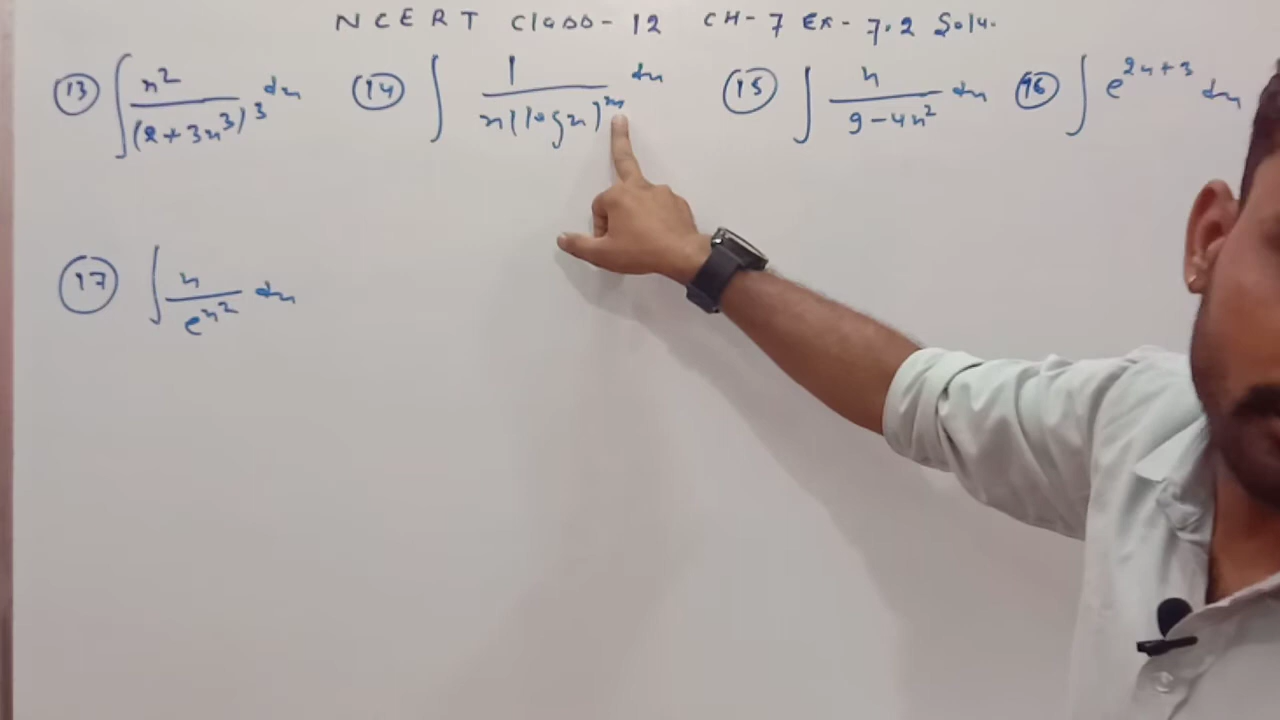 NCERT Class-12 CH-7 Ex-7.2 Solu.
(13) ∫ x²/(2+3x³)³ dx (14) ∫ 1/x(logx)ᵐ dx (15) ∫ x/9-4x² dx (16) ∫ e^2x+3 dx
(17) ∫ x/e^x² dx